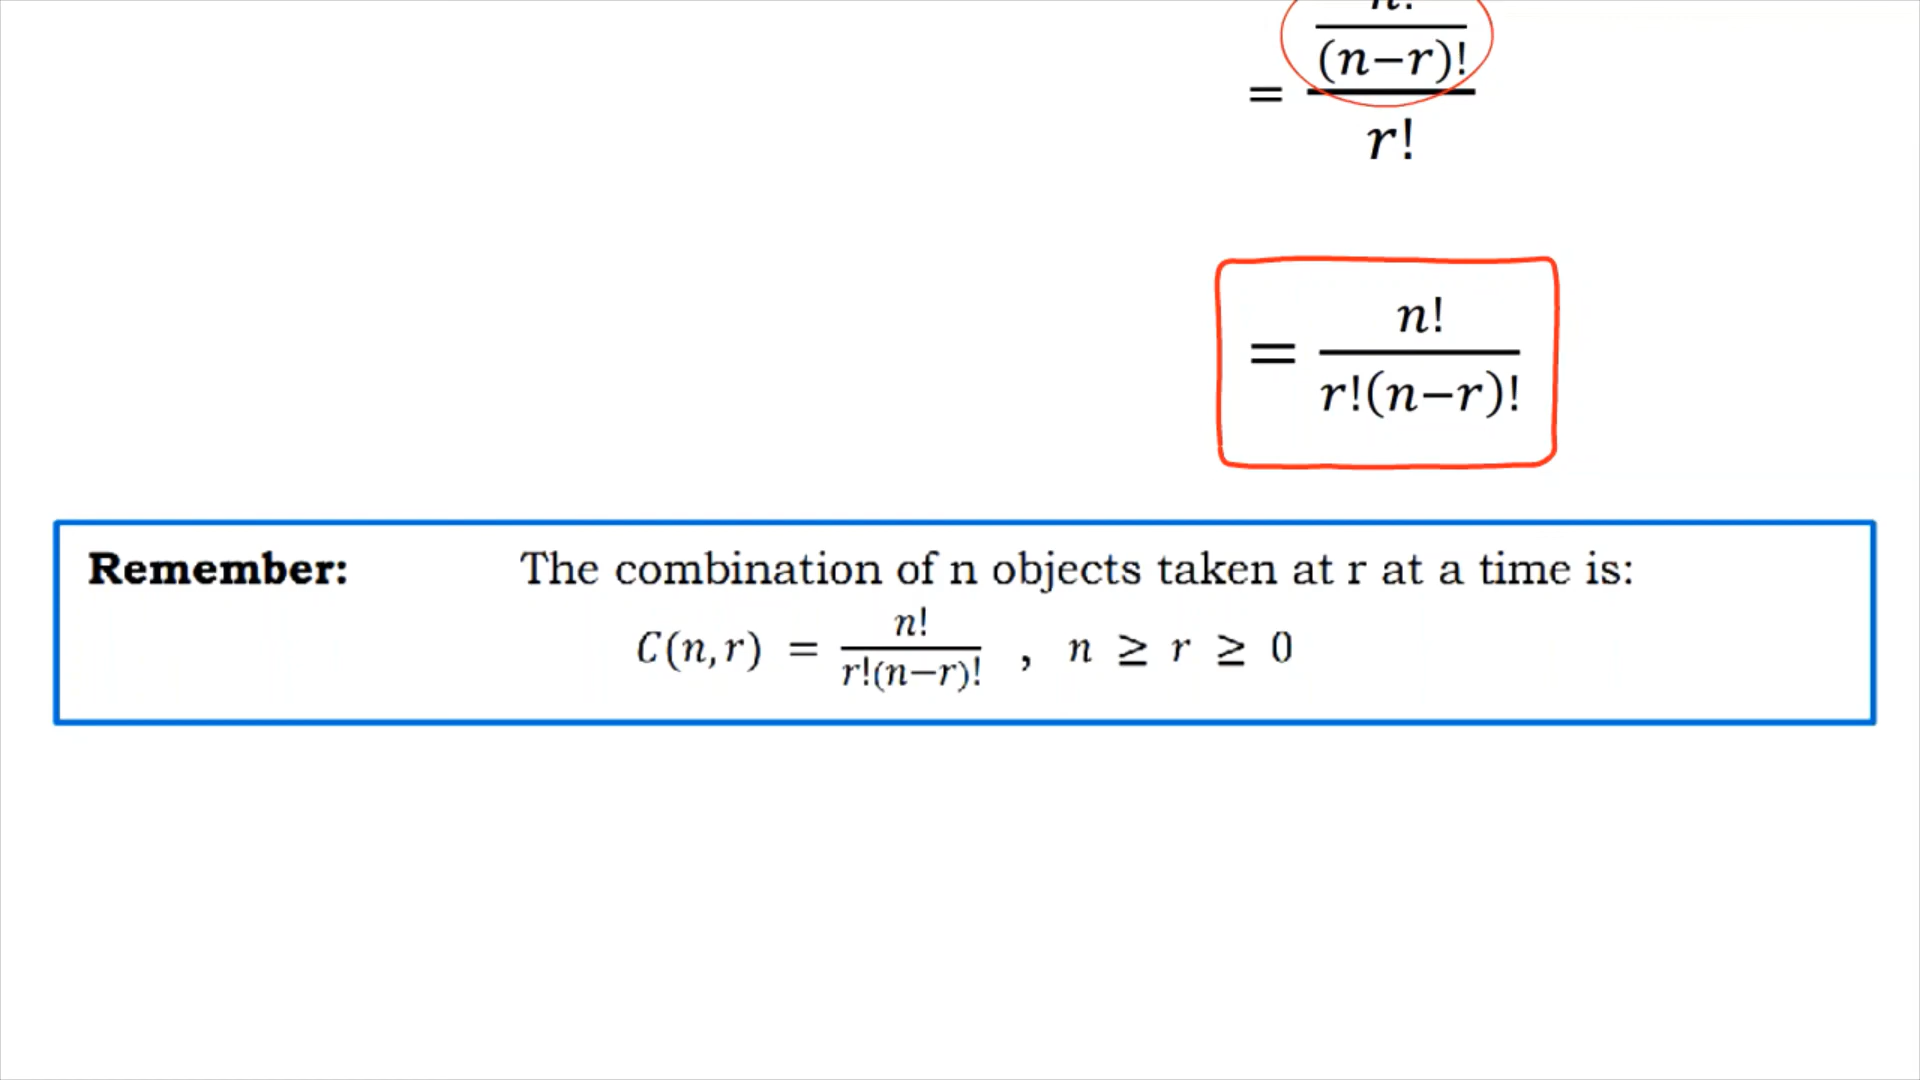 n!
(n−r)!
= r!
= n!
r!(n−r)!
Remember: The combination of n objects taken at r at a time is:
C(n,r) = n!/r!(n−r)! , n ≥ r ≥ 0